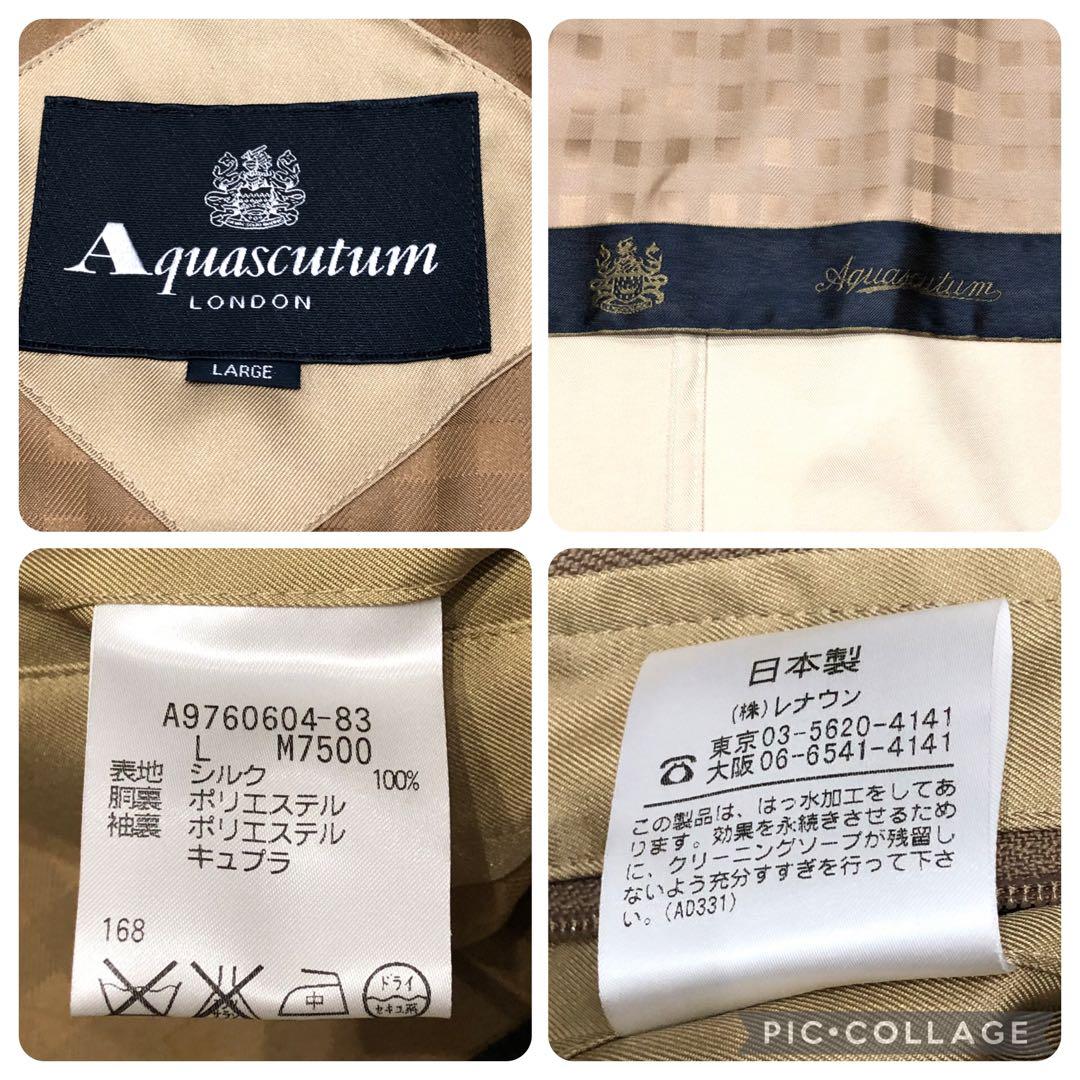 Aquascutum
LONDON
LARGE
Aquascutum
A9760604-83
L M7500
表地 シルク 100%
胴裏 ポリエステル
袖裏 ポリエステル
キュプラ
168
中
ドライ
セキユ系
日本製
(株)レナウン
東京03-5620-4141
大阪06-6541-4141
この製品は、はっ水加工をしてあ
ります。効果を永続きさせるため
に、クリーニングソープが残留し
ないよう充分すすぎを行って下さ
い。(AD331)
PIC•COLLAGE